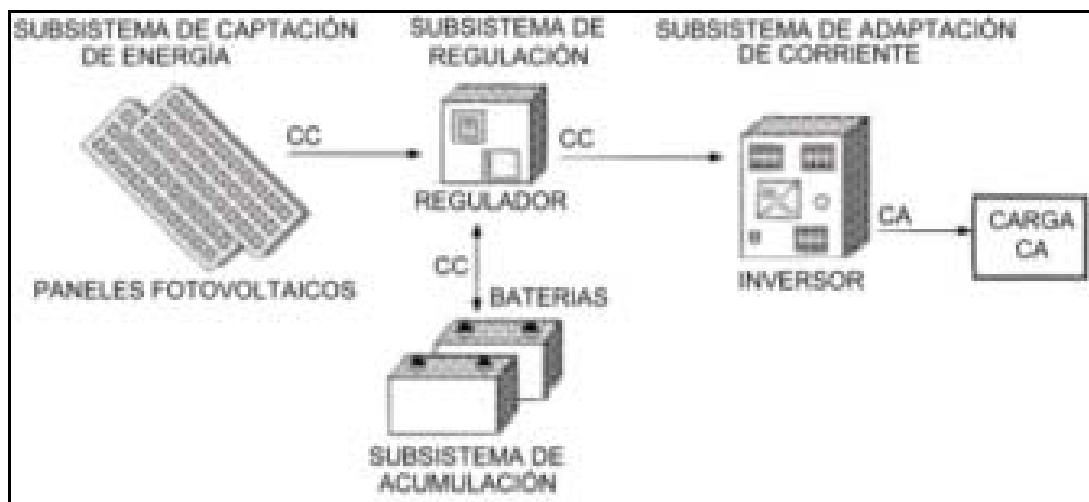 SUBSISTEMA DE CAPTACIÓN
DE ENERGÍA
SUBSISTEMA DE
REGULACIÓN
SUBSISTEMA DE ADAPTACIÓN
DE CORRIENTE
CC
CC
REGULADOR
CA
CARGA
CA
CC
PANELES FOTOVOLTAICOS
INVERSOR
BATERIAS
SUBSISTEMA DE
ACUMULACIÓN